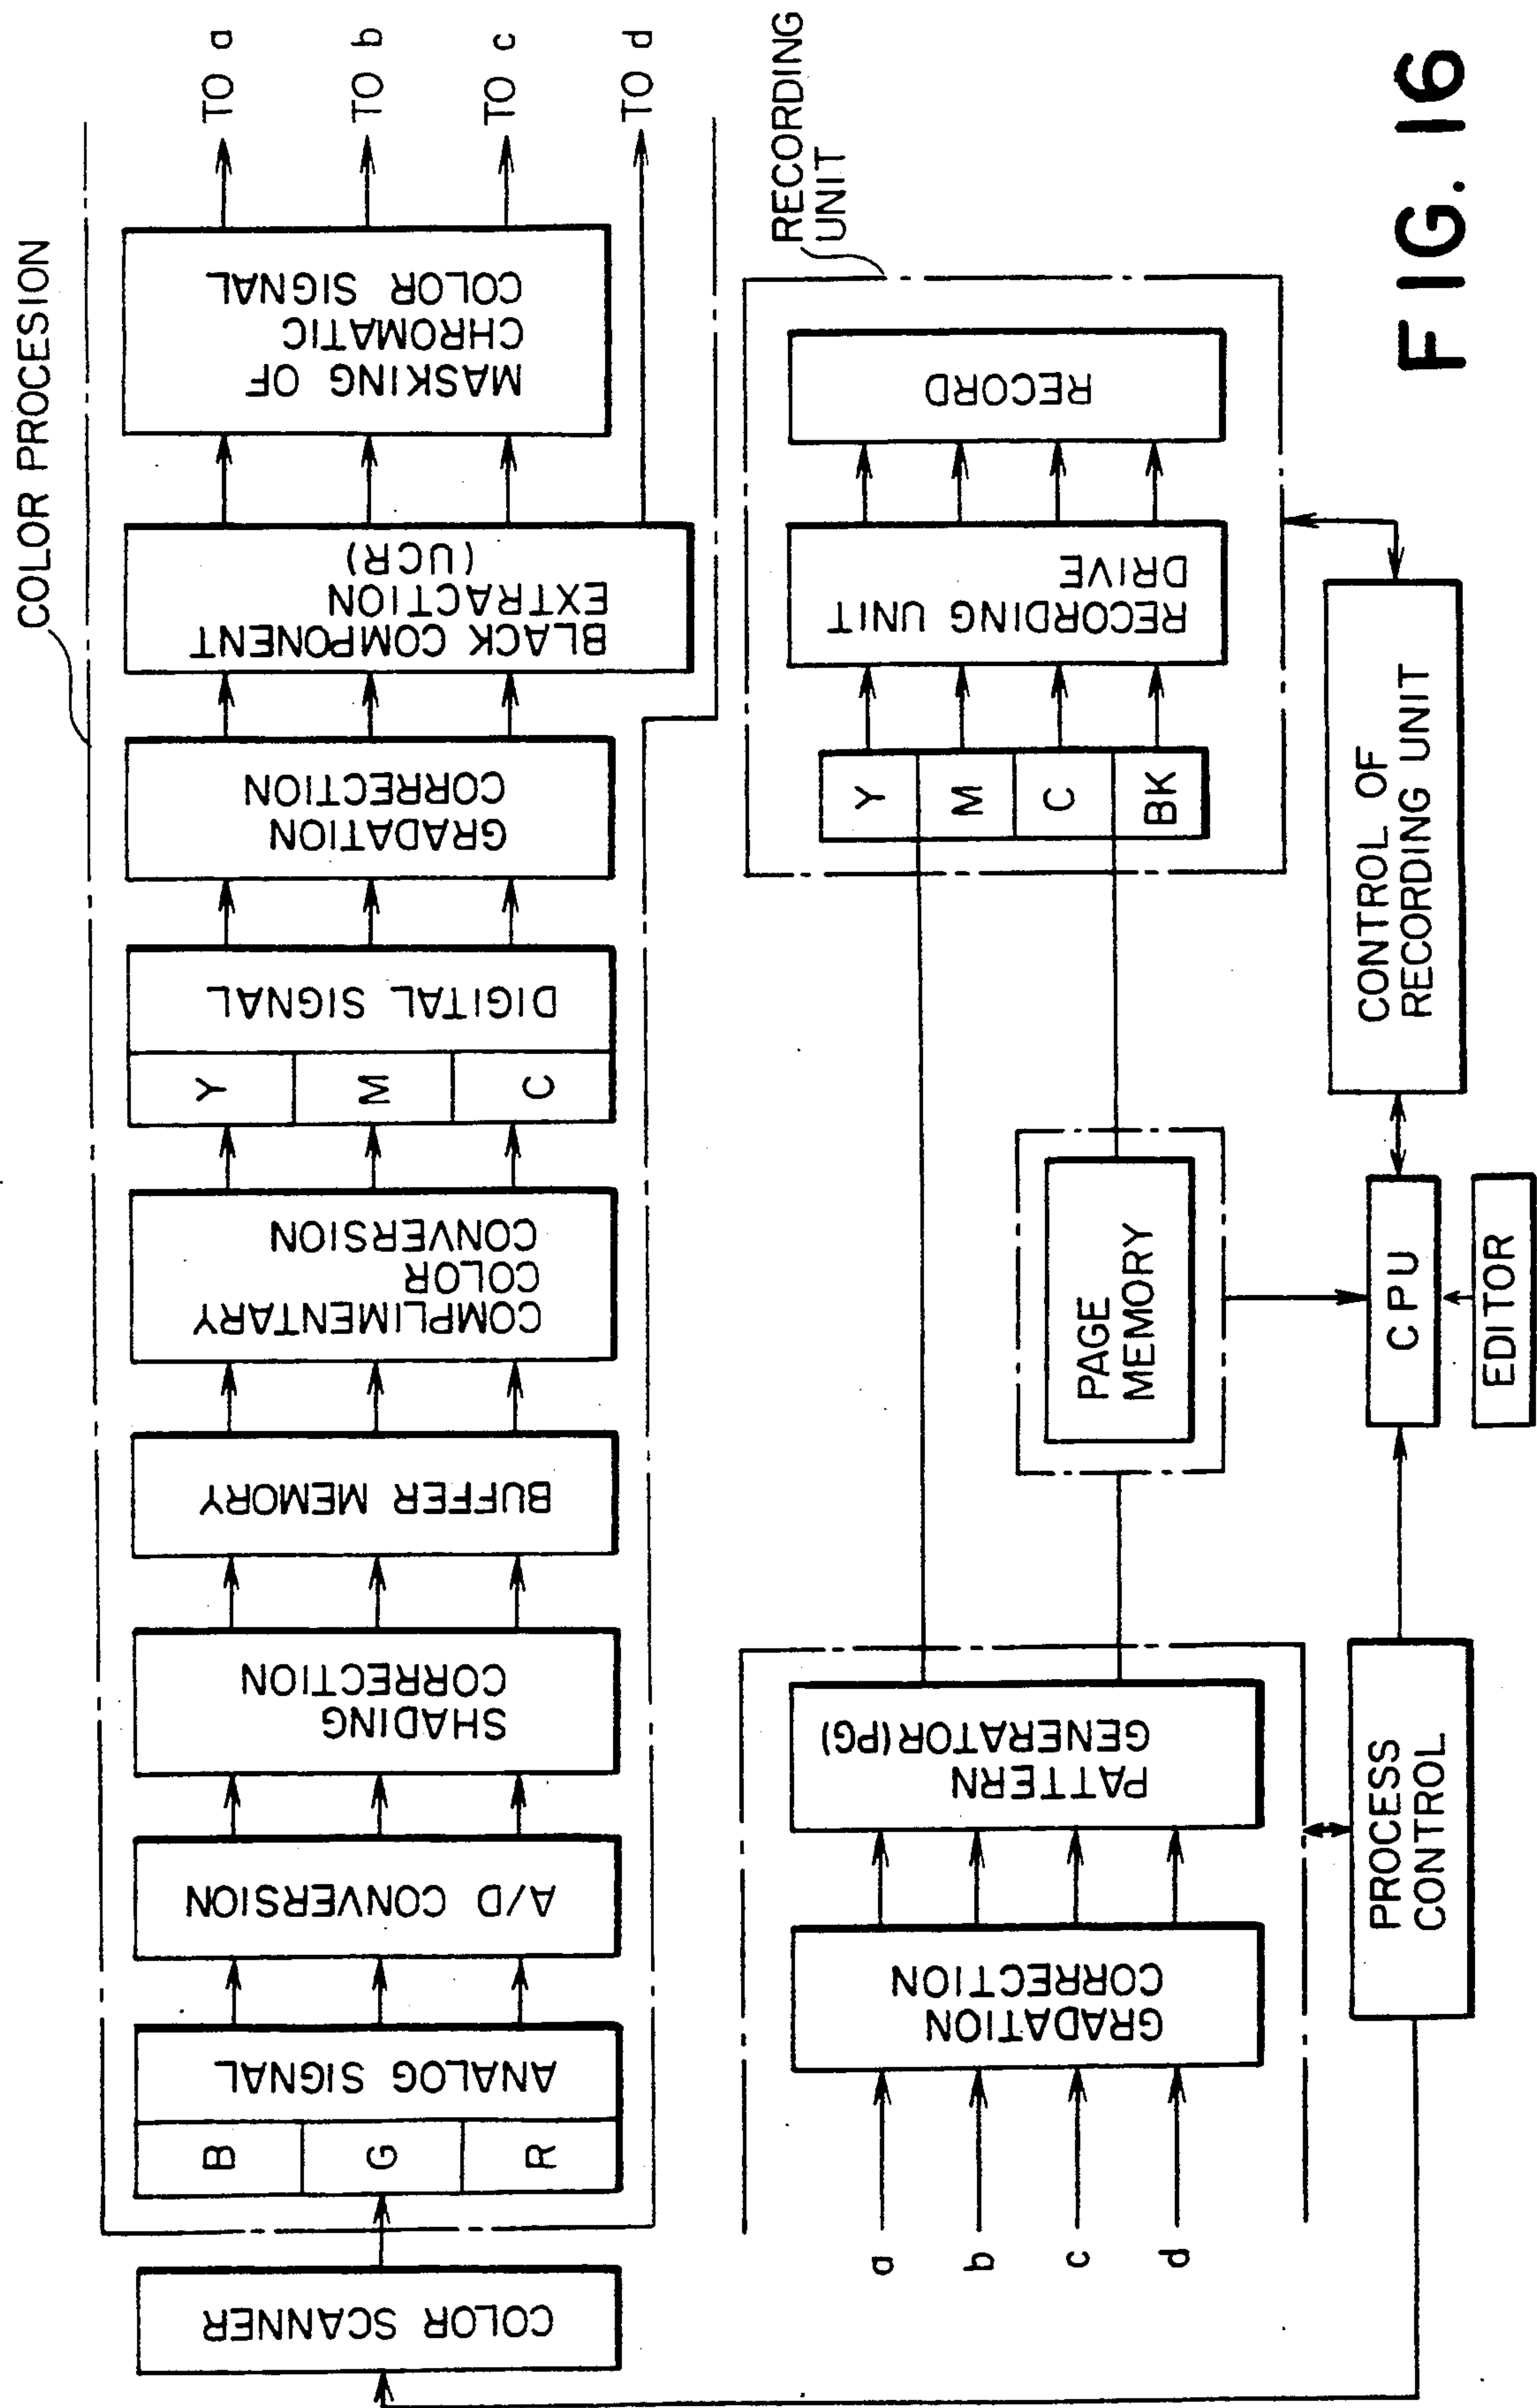 COLOR PROCESION
COLOR SCANNER
B
G
R
ANALOG SIGNAL
A/D CONVERSION
SHADING
CORRECTION
BUFFER MEMORY
COMPLIMENTARY
COLOR
CONVERSION
Y
M
C
DIGITAL SIGNAL
GRADATION
CORRECTION
BLACK COMPONENT
EXTRACTION
(UCR)
MASKING OF
CHROMATIC
COLOR SIGNAL
TO a
TO b
TO c
TO d
a
b
c
d
GRADATION
CORRECTION
PATTERN
GENERATOR(PG)
PAGE
MEMORY
RECORDING
UNIT
Y
M
C
BK
RECORDING UNIT
DRIVE
RECORD
PROCESS
CONTROL
CPU
EDITOR
CONTROL OF
RECORDING UNIT
FIG. 16